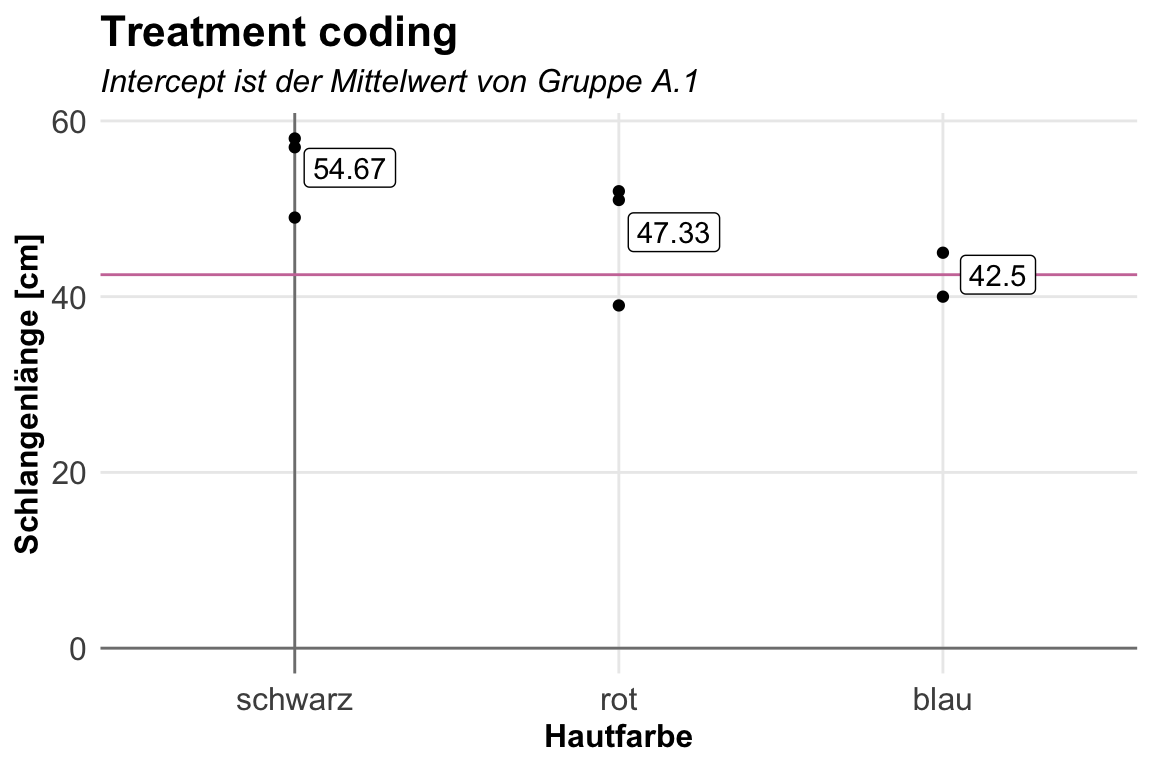 Treatment coding
Intercept ist der Mittelwert von Gruppe A.1
60
40
20
0
Schlangenlänge [cm]
54.67
47.33
42.5
schwarz rot blau
Hautfarbe